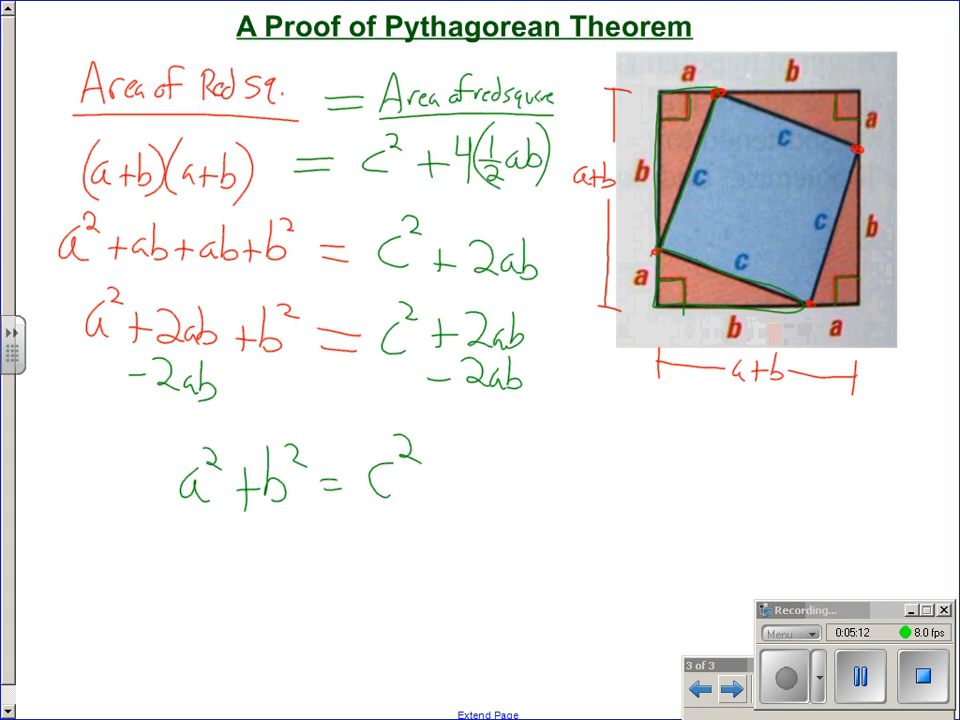 A Proof of Pythagorean Theorem
Area of Red sq. = Area of red square
(a+b)(a+b) = c² + 4(½ab)
a² + ab + ab + b² = c² + 2ab
a² + 2ab + b² = c² + 2ab
- 2ab - 2ab
a² + b² = c²
a b
c a
a+b b c
c b
a c
b a
a+b
Recording...
Menu 0:05:12 8.0 fps
3 of 3
Extend Page